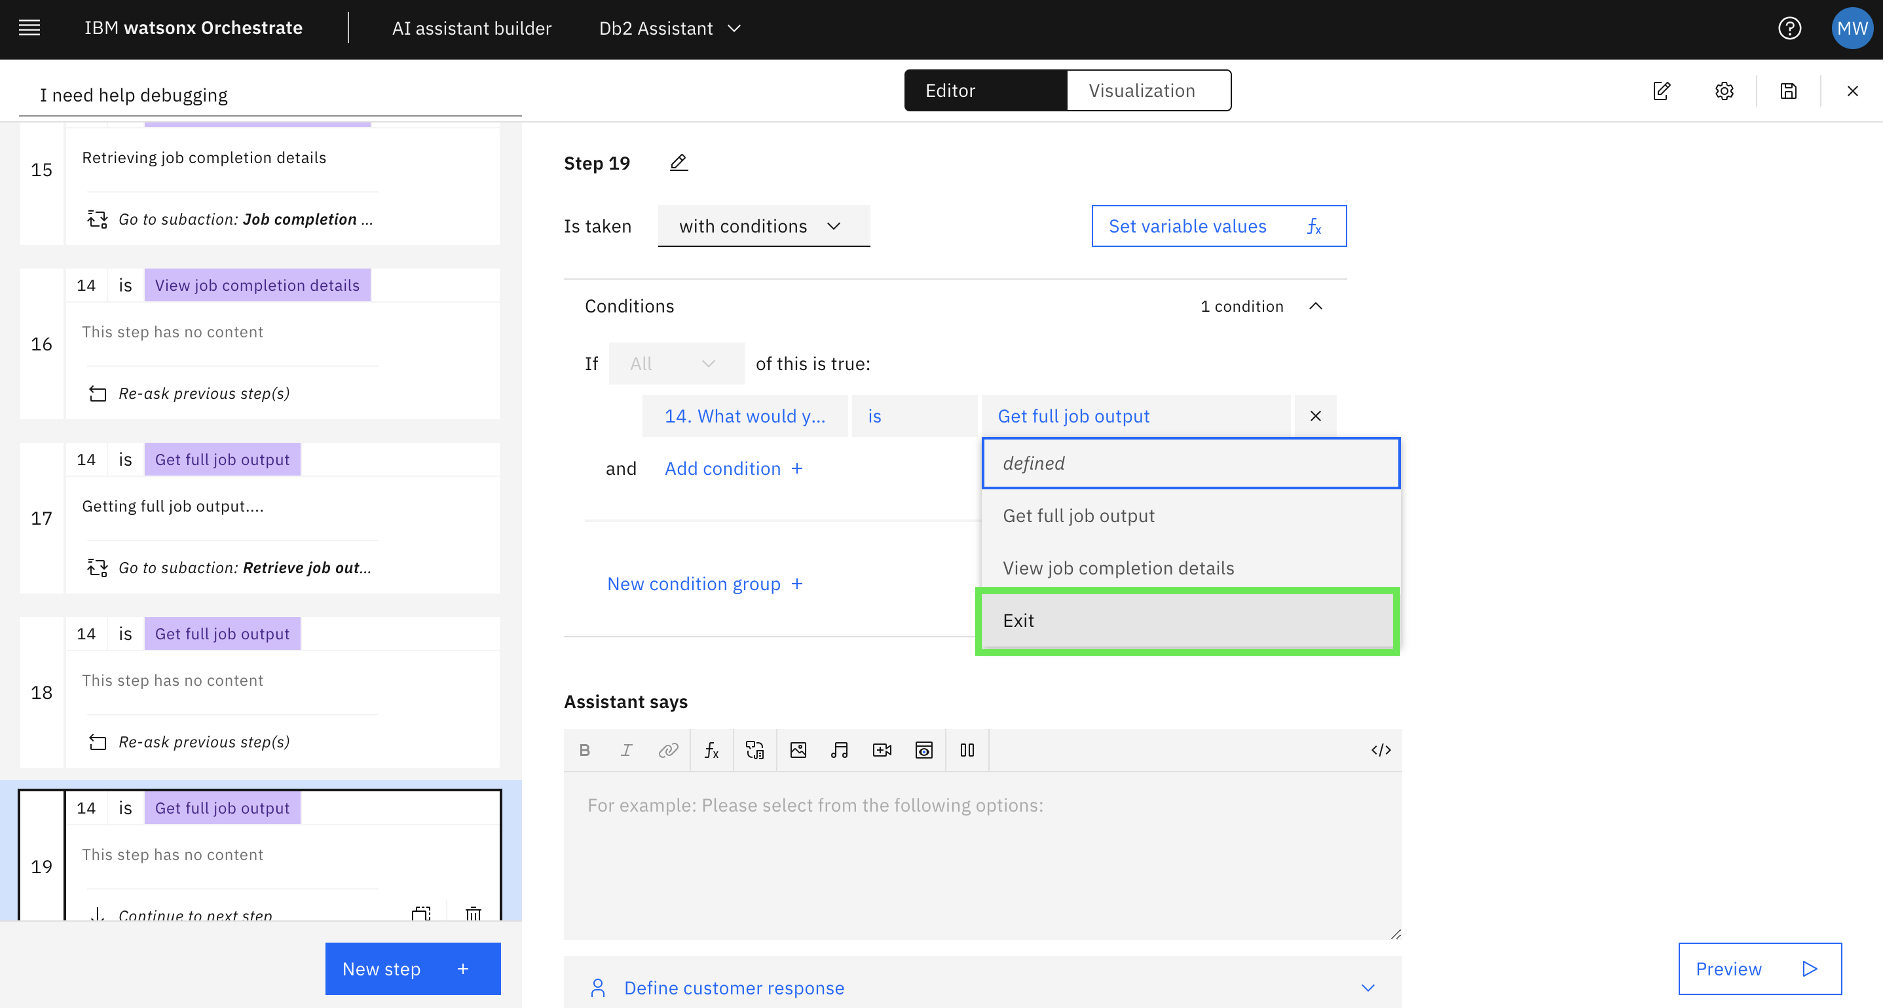 IBM watsonx Orchestrate
AI assistant builder
Db2 Assistant
MW
I need help debugging
Editor
Visualization
15
Retrieving job completion details
Go to subaction: Job completion ...
16
14 is View job completion details
This step has no content
Re-ask previous step(s)
17
14 is Get full job output
Getting full job output....
Go to subaction: Retrieve job out...
18
14 is Get full job output
This step has no content
Re-ask previous step(s)
19
14 is Get full job output
This step has no content
Continue to next step
New step +
Step 19
Is taken with conditions
Set variable values fx
Conditions
1 condition
If All of this is true:
14. What would y... is Get full job output
and Add condition +
defined
Get full job output
View job completion details
Exit
New condition group +
Assistant says
B I fx </>
For example: Please select from the following options:
Define customer response
Preview